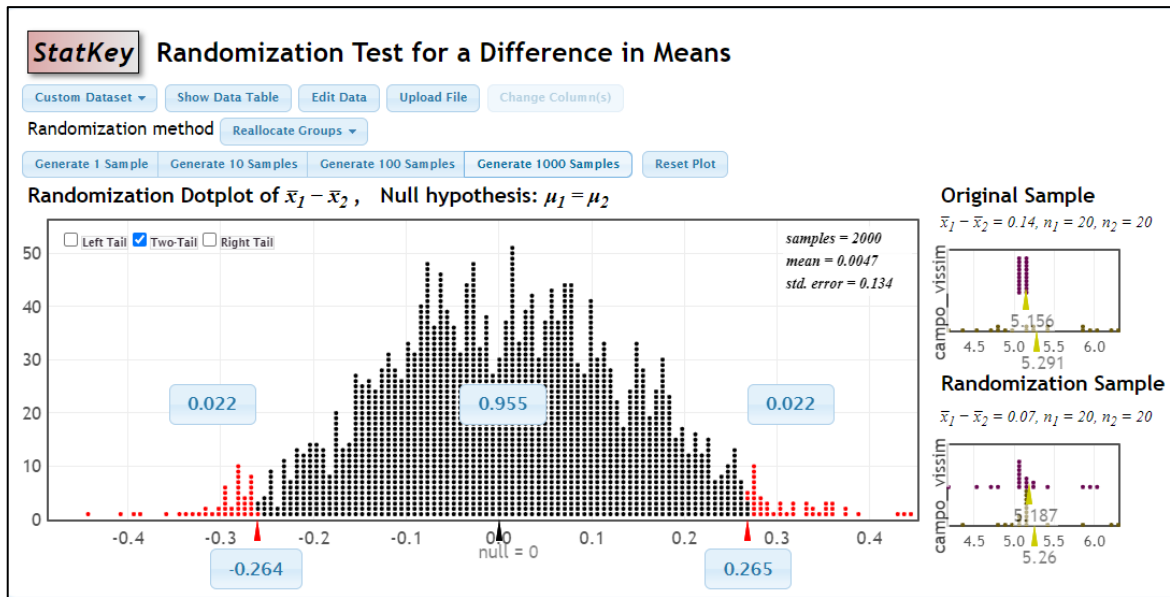 StatKey Randomization Test for a Difference in Means
Custom Dataset Show Data Table Edit Data Upload File Change Column(s)
Randomization method Reallocate Groups
Generate 1 Sample Generate 10 Samples Generate 100 Samples Generate 1000 Samples Reset Plot
Randomization Dotplot of x̄₁ − x̄₂ , Null hypothesis: μ₁ = μ₂
Left Tail Two-Tail Right Tail
samples = 2000
mean = 0.0047
std. error = 0.134
50
40
30
20
10
0
0.022 0.955 0.022
-0.4 -0.3 -0.2 -0.1 0.0 0.1 0.2 0.3 0.4
null = 0
-0.264 0.265
Original Sample
x̄₁ − x̄₂ = 0.14, n₁ = 20, n₂ = 20
campo_vissim
5.156
4.5 5.0 5.5 6.0
5.291
Randomization Sample
x̄₁ − x̄₂ = 0.07, n₁ = 20, n₂ = 20
campo_vissim
5.187
4.5 5.0 5.5 6.0
5.26